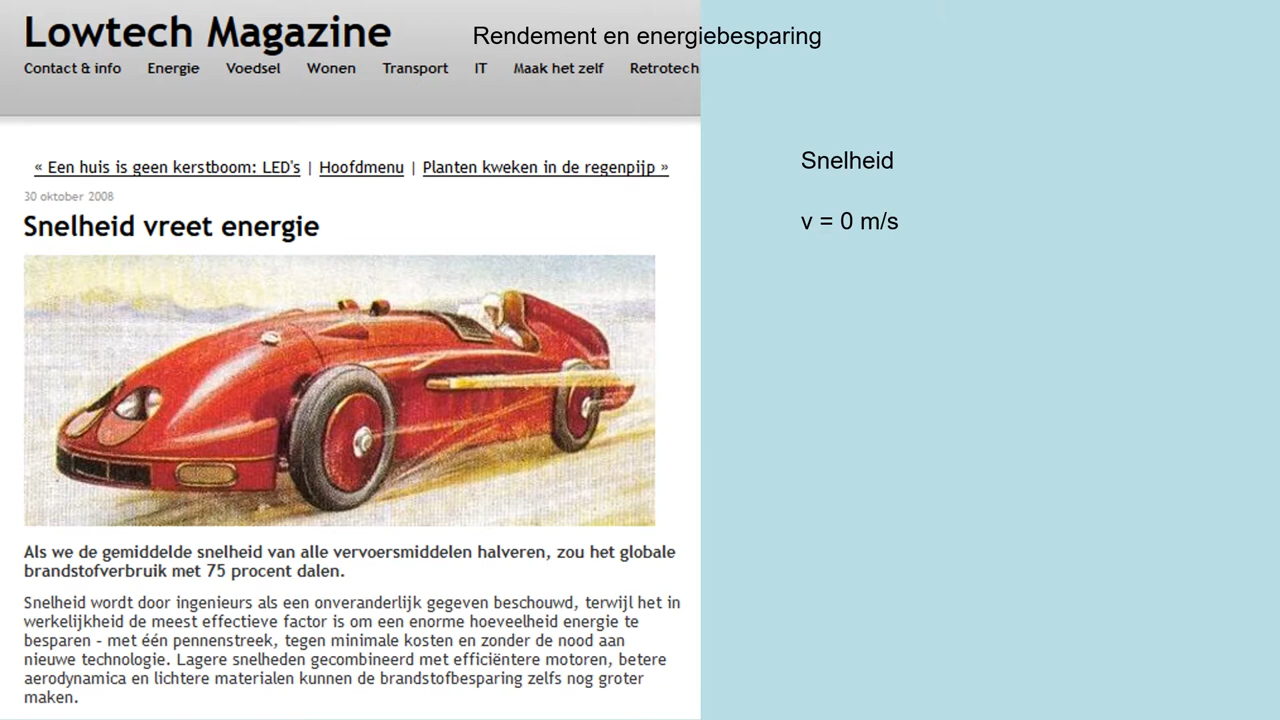 Lowtech Magazine
Rendement en energiebesparing
Contact & info Energie Voedsel Wonen Transport IT Maak het zelf Retrotech
« Een huis is geen kerstboom: LED's | Hoofdmenu | Planten kweken in de regenpijp »
30 oktober 2008
Snelheid vreet energie
Als we de gemiddelde snelheid van alle vervoersmiddelen halveren, zou het globale
brandstofverbruik met 75 procent dalen.
Snelheid wordt door ingenieurs als een onveranderlijk gegeven beschouwd, terwijl het in
werkelijkheid de meest effectieve factor is om een enorme hoeveelheid energie te
besparen - met één pennenstreek, tegen minimale kosten en zonder de nood aan
nieuwe technologie. Lagere snelheden gecombineerd met efficiëntere motoren, betere
aerodynamica en lichtere materialen kunnen de brandstofbesparing zelfs nog groter
maken.
Snelheid
v = 0 m/s